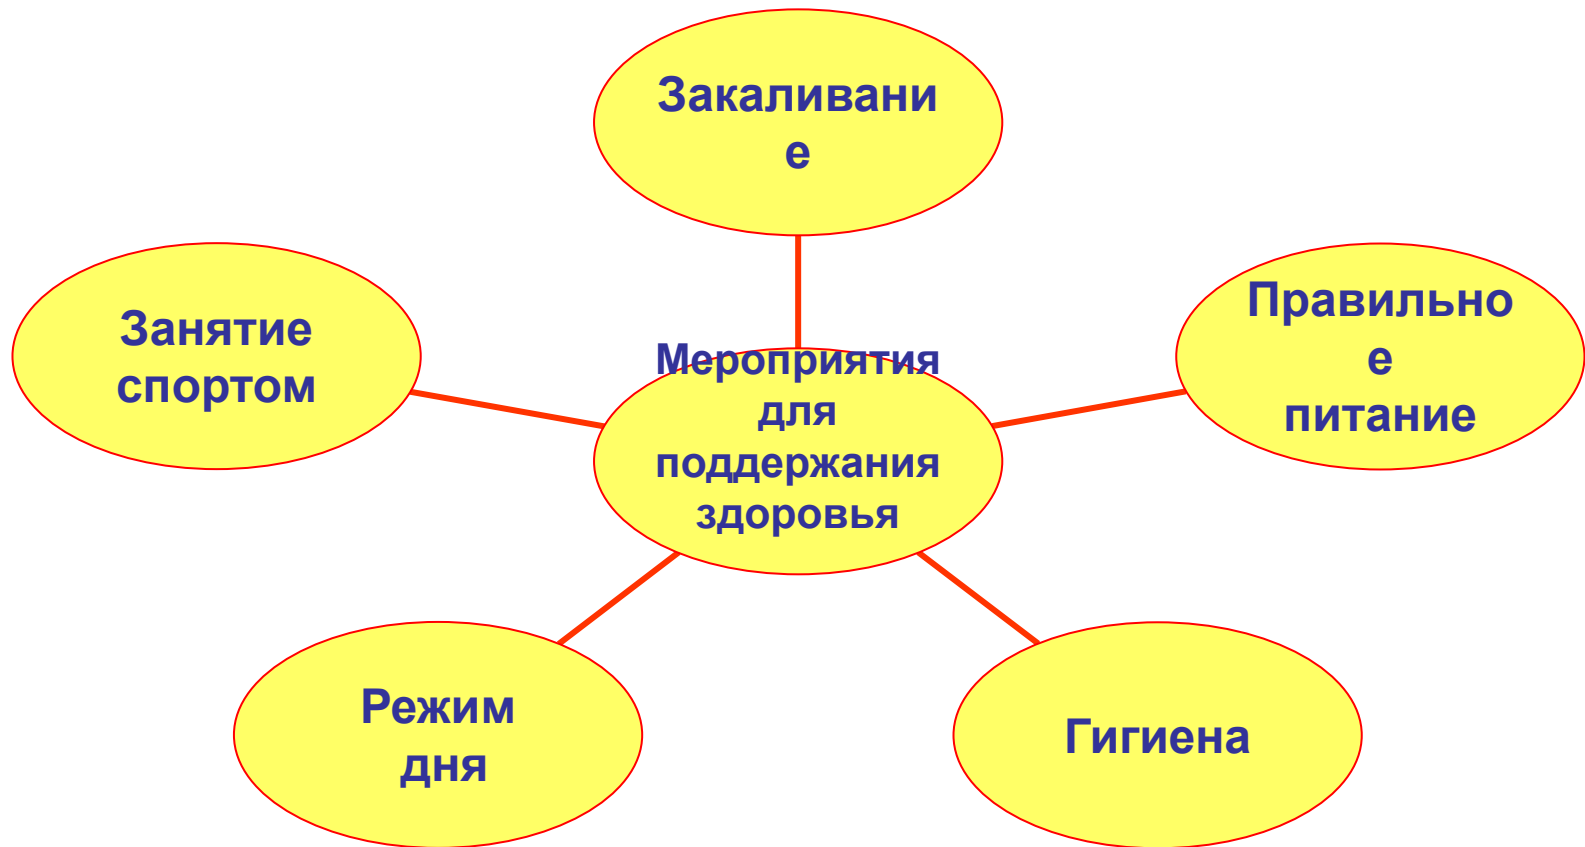 Закаливани
е
Занятие
спортом
Правильно
е
питание
Мероприятия
для
поддержания
здоровья
Режим
дня
Гигиена